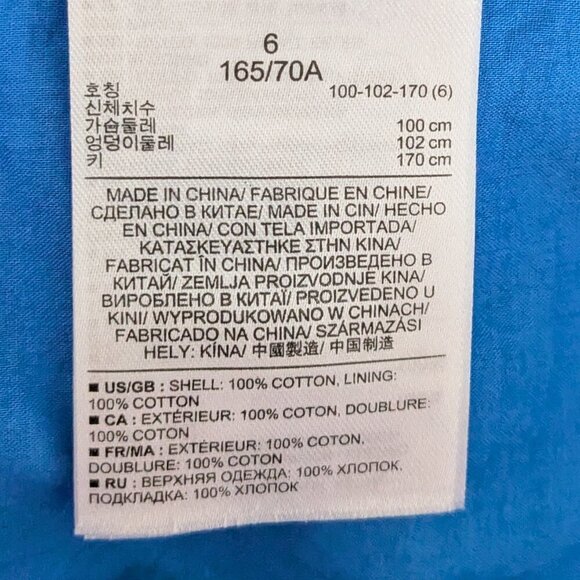 6
165/70A
호칭 100-102-170 (6)
신체치수
가슴둘레 100 cm
엉덩이둘레 102 cm
키 170 cm
MADE IN CHINA/ FABRIQUE EN CHINE/
СДЕЛАНО В КИТАЕ/ MADE IN CIN/ HECHO
EN CHINA/ CON TELA IMPORTADA/
ΚΑΤΑΣΚΕΥΑΣΤΗΚΕ ΣΤΗΝ ΚΙΝΑ/
FABRICAT ÎN CHINA/ ПРОИЗВЕДЕНО В
КИТАЙ/ ZEMLJA PROIZVODNJE KINA/
ВИРОБЛЕНО В КИТАЇ/ PROIZVEDENO U
KINI/ WYPRODUKOWANO W CHINACH/
FABRICADO NA CHINA/ SZÁRMAZÁSI
HELY: KÍNA/ 中國製造/ 中国制造
■ US/GB : SHELL: 100% COTTON, LINING:
100% COTTON
■ CA : EXTÉRIEUR: 100% COTON, DOUBLURE:
100% COTON
■ FR/MA : EXTÉRIEUR: 100% COTON,
DOUBLURE: 100% COTON
■ RU : ВЕРХНЯЯ ОДЕЖДА: 100% ХЛОПОК,
ПОДКЛАДКА: 100% ХЛОПОК